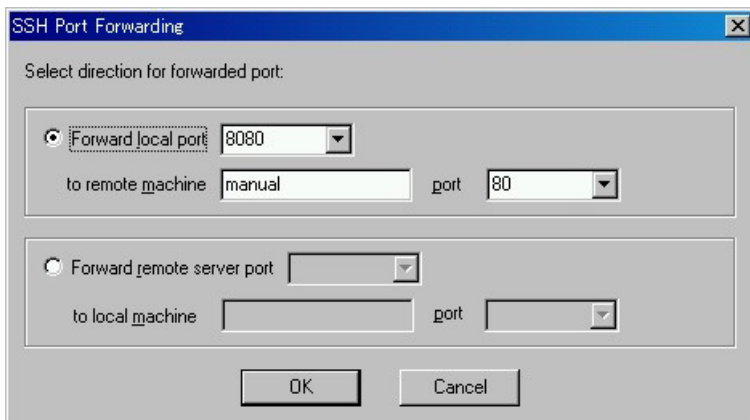 SSH Port Forwarding
Select direction for forwarded port:
Forward local port 8080
to remote machine manual port 80
Forward remote server port
to local machine port
OK Cancel